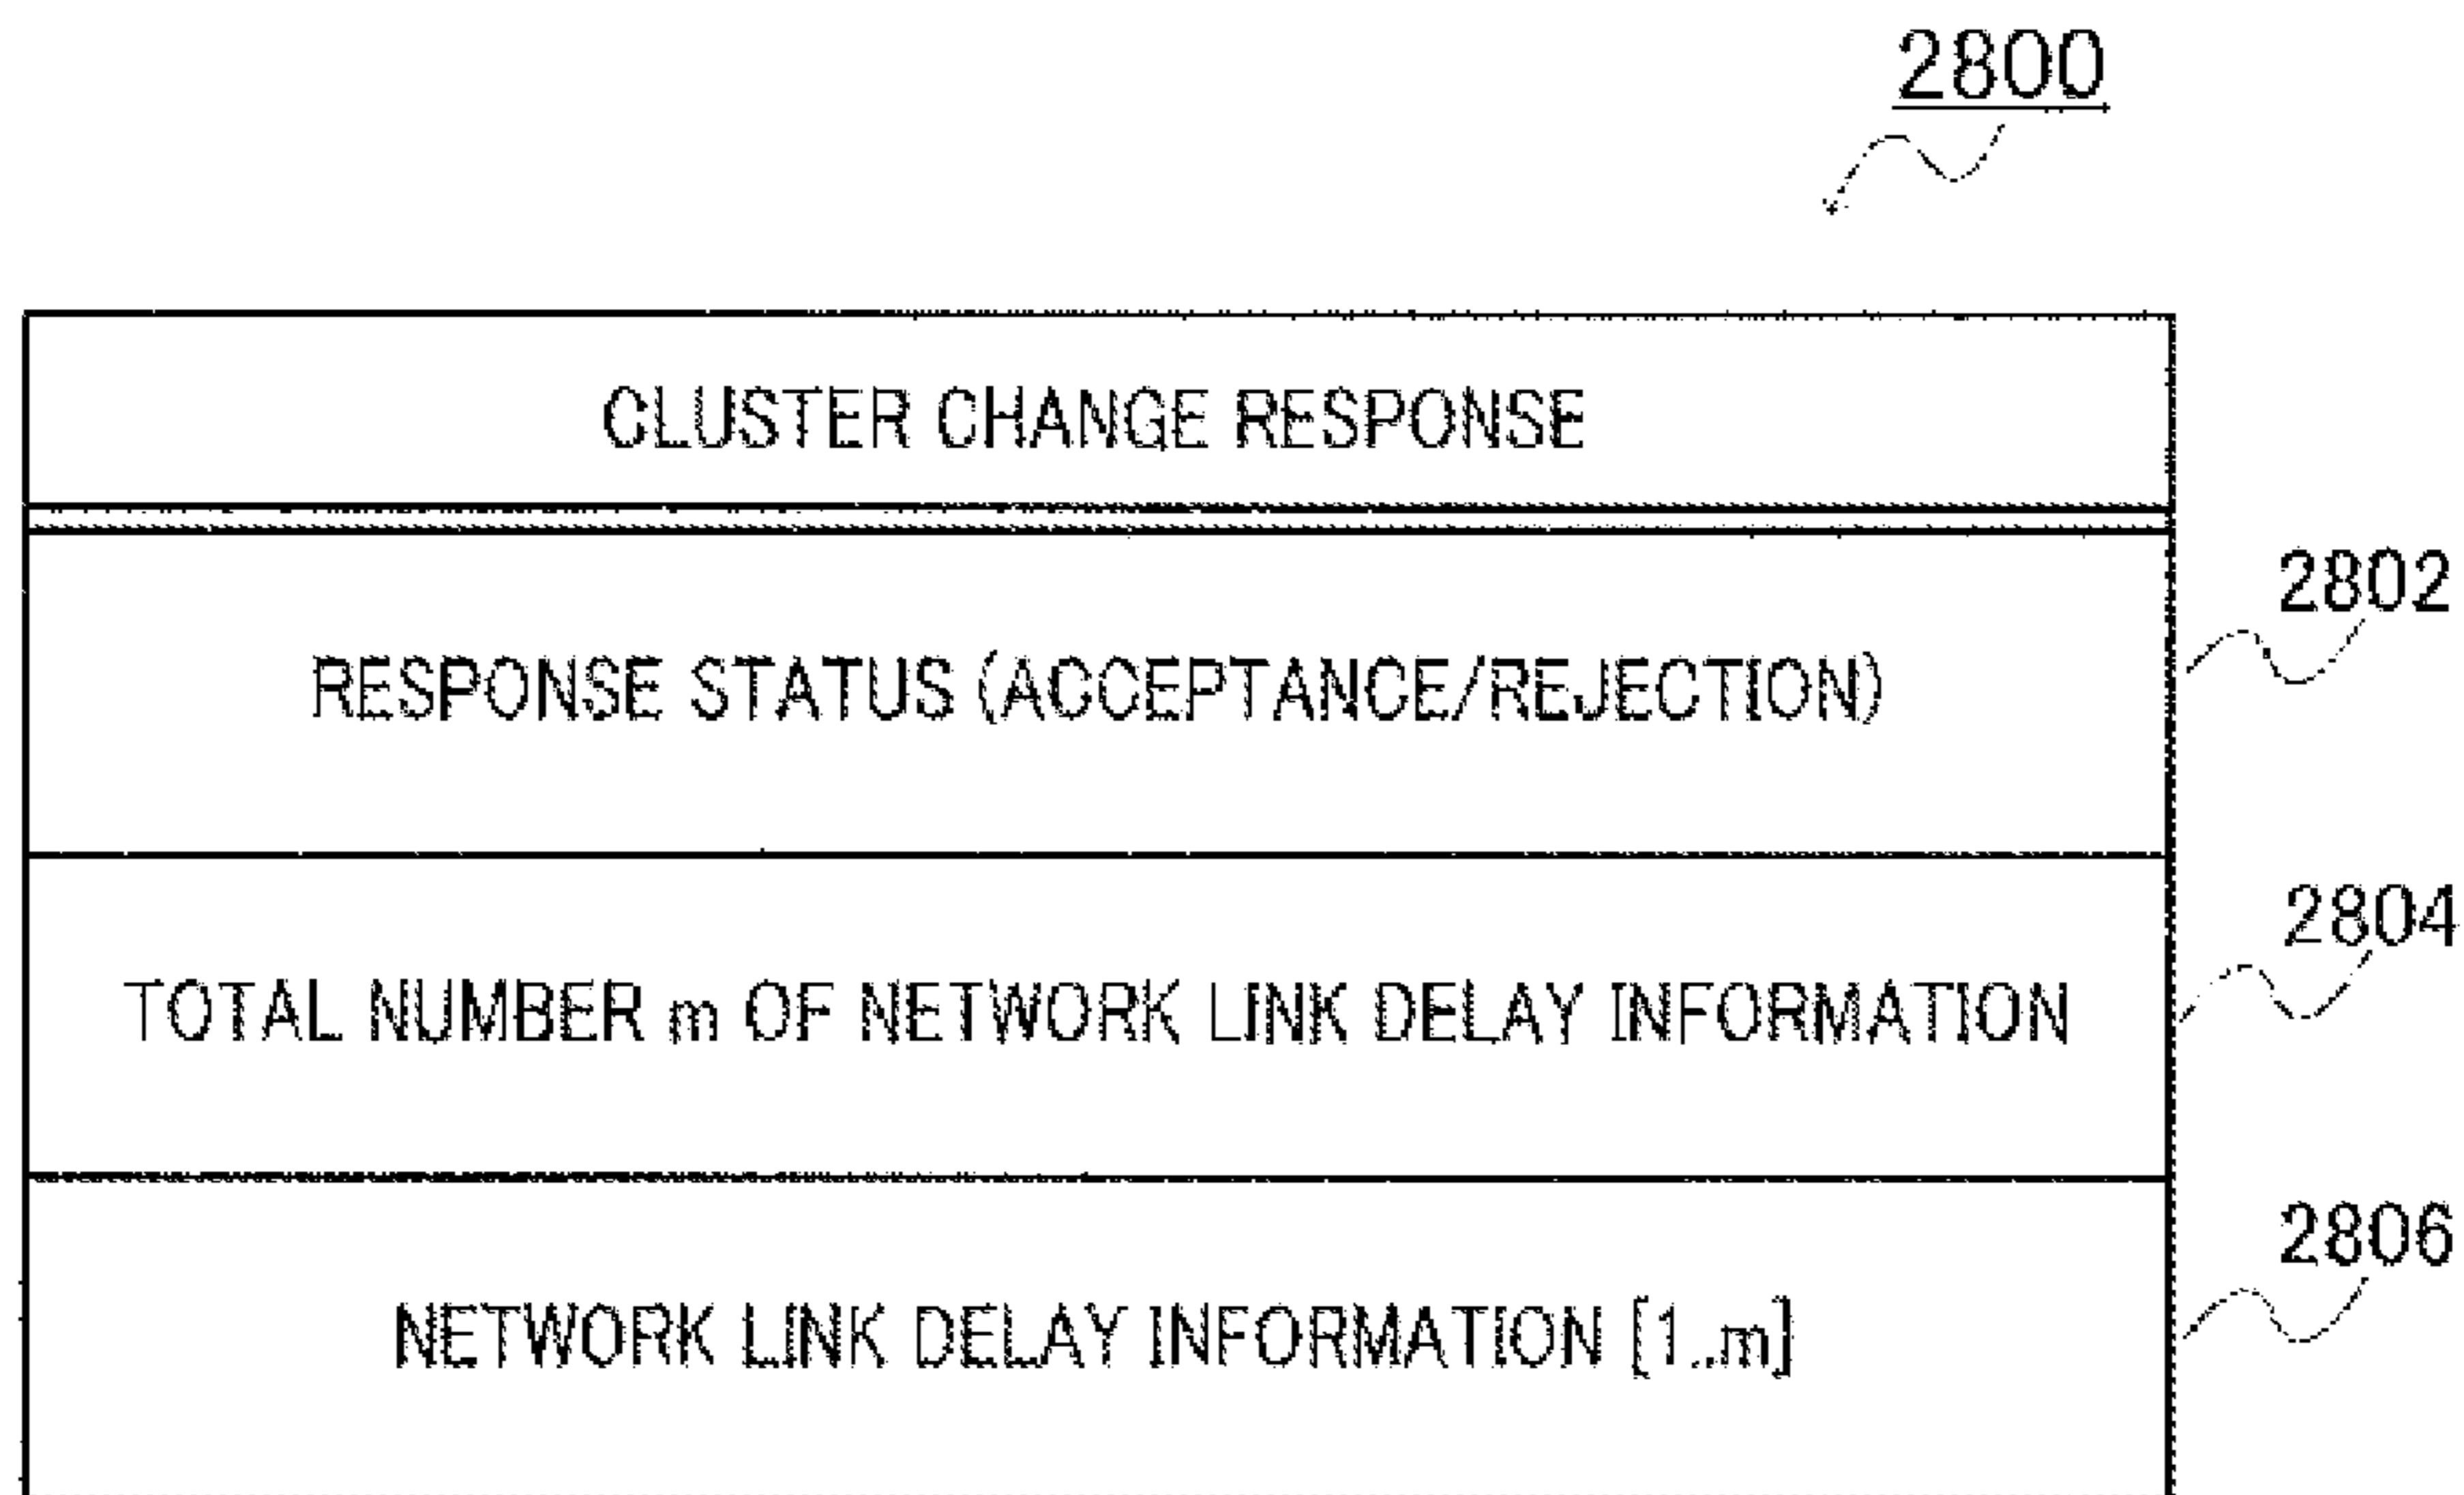 2800
CLUSTER CHANGE RESPONSE
2802
RESPONSE STATUS (ACCEPTANCE/REJECTION)
2804
TOTAL NUMBER m OF NETWORK LINK DELAY INFORMATION
2806
NETWORK LINK DELAY INFORMATION [1..m]